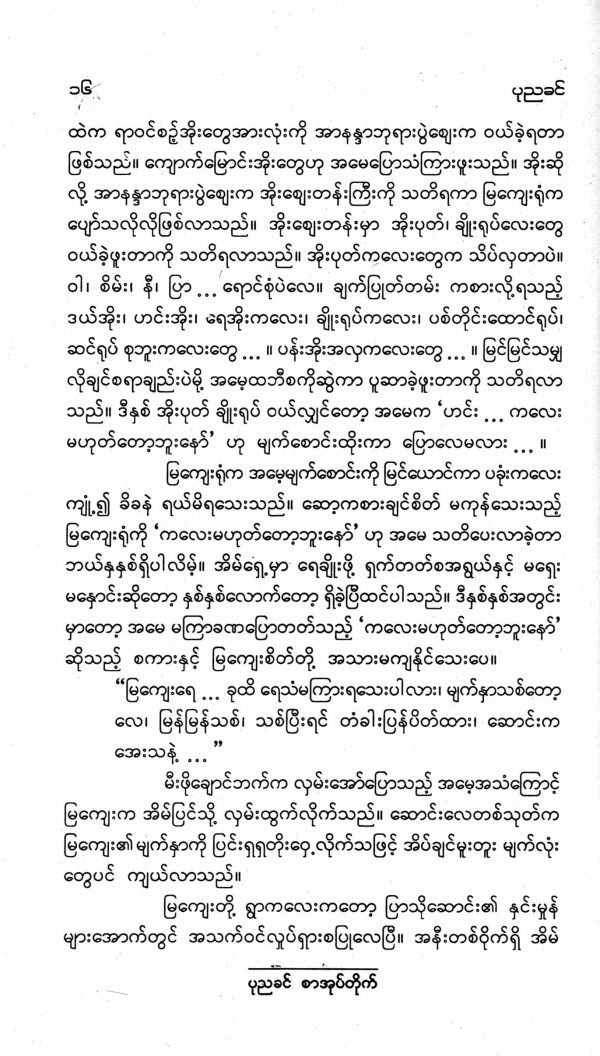 ၁၆ ပုညခင်
ထဲက ရာဝင်စဉ့်အိုးတွေအားလုံးကို အာနန္ဒာဘုရားပွဲဈေးက ဝယ်ခဲ့ရတာ
ဖြစ်သည်။ ကျောက်မြောင်းအိုးတွေဟု အမေပြောသံကြားဖူးသည်။ အိုးဆို
လို့ အာနန္ဒာဘုရားပွဲဈေးက အိုးဈေးတန်းကြီးကို သတိရကာ မြကျေးရုံက
ပျော်သလိုလိုဖြစ်လာသည်။ အိုးဈေးတန်းမှာ အိုးပုတ်၊ ချိုးရုပ်လေးတွေ
ဝယ်ခဲ့ဖူးတာကို သတိရလာသည်။ အိုးပုတ်ကလေးတွေက သိပ်လှတာပဲ။
ဝါ၊ စိမ်း၊ နီ၊ ပြာ ... ရောင်စုံပဲလေ။ ချက်ပြုတ်တမ်း ကစားလို့ရသည့်
ဒယ်အိုး၊ ဟင်းအိုး၊ ရေအိုးကလေး၊ ချိုးရုပ်ကလေး၊ ပစ်တိုင်းထောင်ရုပ်၊
ဆင်ရုပ် စုဘူးကလေးတွေ ... ။ ပန်းအိုးအလှကလေးတွေ ... ။ မြင်မြင်သမျှ
လိုချင်စရာချည်းပဲမို့ အမေ့ထဘီစကိုဆွဲကာ ပူဆာခဲ့ဖူးတာကို သတိရလာ
သည်။ ဒီနှစ် အိုးပုတ် ချိုးရုပ် ဝယ်လျှင်တော့ အမေက ‘ဟင်း ... ကလေး
မဟုတ်တော့ဘူးနော်’ ဟု မျက်စောင်းထိုးကာ ပြောလေမလား ... ။
မြကျေးရုံက အမေ့မျက်စောင်းကို မြင်ယောင်ကာ ပခုံးကလေး
ကျုံ့၍ ခိခနဲ ရယ်မိရသေးသည်။ ဆော့ကစားချင်စိတ် မကုန်သေးသည့်
မြကျေးရုံကို ‘ကလေးမဟုတ်တော့ဘူးနော်’ ဟု အမေ သတိပေးလာခဲ့တာ
ဘယ်နှနှစ်ရှိပါလိမ့်။ အိမ်ရှေ့မှာ ရေချိုးဖို့ ရှက်တတ်စအရွယ်နှင့် မရှေး
မနှောင်းဆိုတော့ နှစ်နှစ်လောက်တော့ ရှိခဲ့ပြီထင်ပါသည်။ ဒီနှစ်နှစ်အတွင်း
မှာတော့ အမေ မကြာခဏပြောတတ်သည့် ‘ကလေးမဟုတ်တော့ဘူးနော်’
ဆိုသည့် စကားနှင့် မြကျေးစိတ်တို့ အသားမကျနိုင်သေးပေ။
“မြကျေးရေ ... ခုထိ ရေသံမကြားရသေးပါလား၊ မျက်နှာသစ်တော့
လေ၊ မြန်မြန်သစ်၊ သစ်ပြီးရင် တံခါးပြန်ပိတ်ထား၊ ဆောင်းက
အေးသနဲ့ ... ”
မီးဖိုချောင်ဘက်က လှမ်းအော်ပြောသည့် အမေ့အသံကြောင့်
မြကျေးက အိမ်ပြင်သို့ လှမ်းထွက်လိုက်သည်။ ဆောင်းလေတစ်သုတ်က
မြကျေး၏မျက်နှာကို ပြင်းရှရှတိုးဝှေ့လိုက်သဖြင့် အိပ်ချင်မူးတူး မျက်လုံး
တွေပင် ကျယ်လာသည်။
မြကျေးတို့ ရွာကလေးကတော့ ပြာသိုဆောင်း၏ နှင်းမှုန်
များအောက်တွင် အသက်ဝင်လှုပ်ရှားစပြုလေပြီ။ အနီးတစ်ဝိုက်ရှိ အိမ်
ပုညခင် စာအုပ်တိုက်